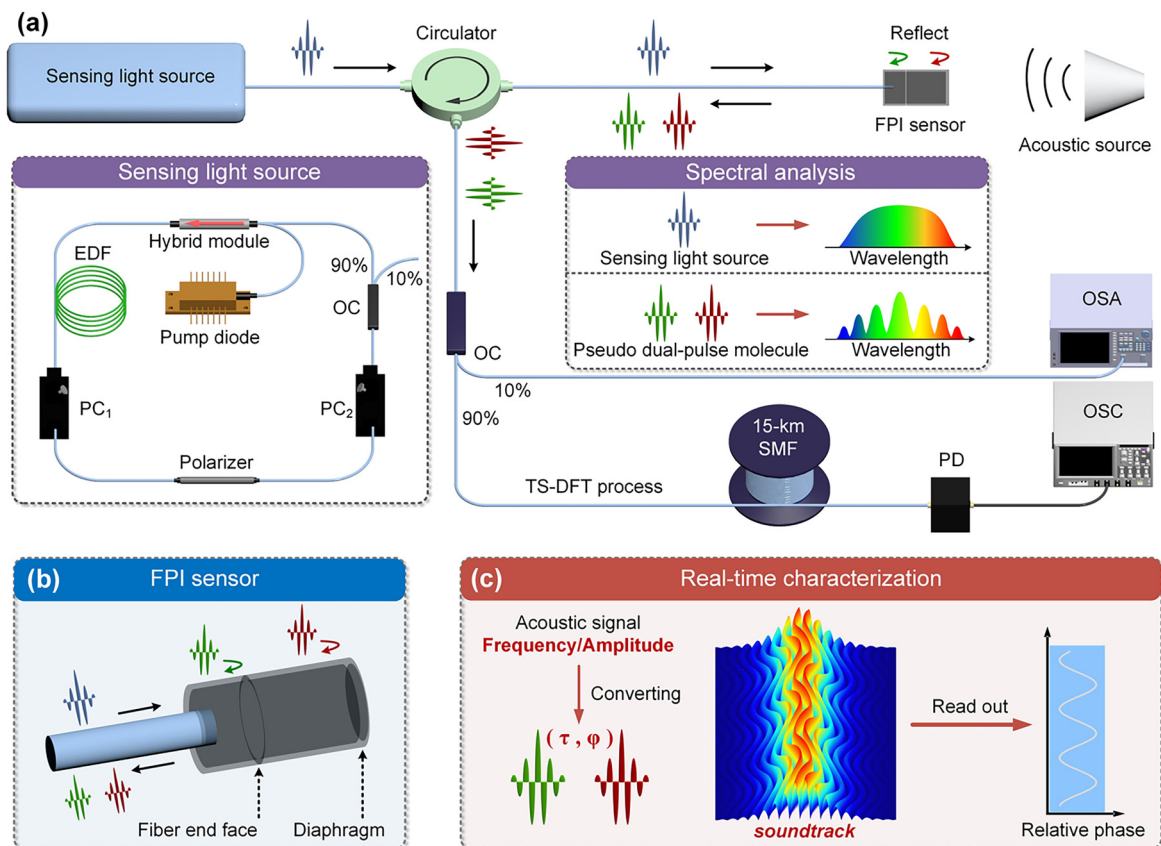 (a)
Sensing light source
Circulator
Reflect
FPI sensor
Acoustic source
Sensing light source
Hybrid module
EDF
Pump diode
90%
10%
OC
PC₁
PC₂
Polarizer
OC
10%
90%
Spectral analysis
Sensing light source
Wavelength
Pseudo dual-pulse molecule
Wavelength
OSA
OSC
15-km
SMF
PD
TS-DFT process
(b)
FPI sensor
Fiber end face
Diaphragm
(c)
Real-time characterization
Acoustic signal
Frequency/Amplitude
Converting
(τ, φ)
soundtrack
Read out
Relative phase